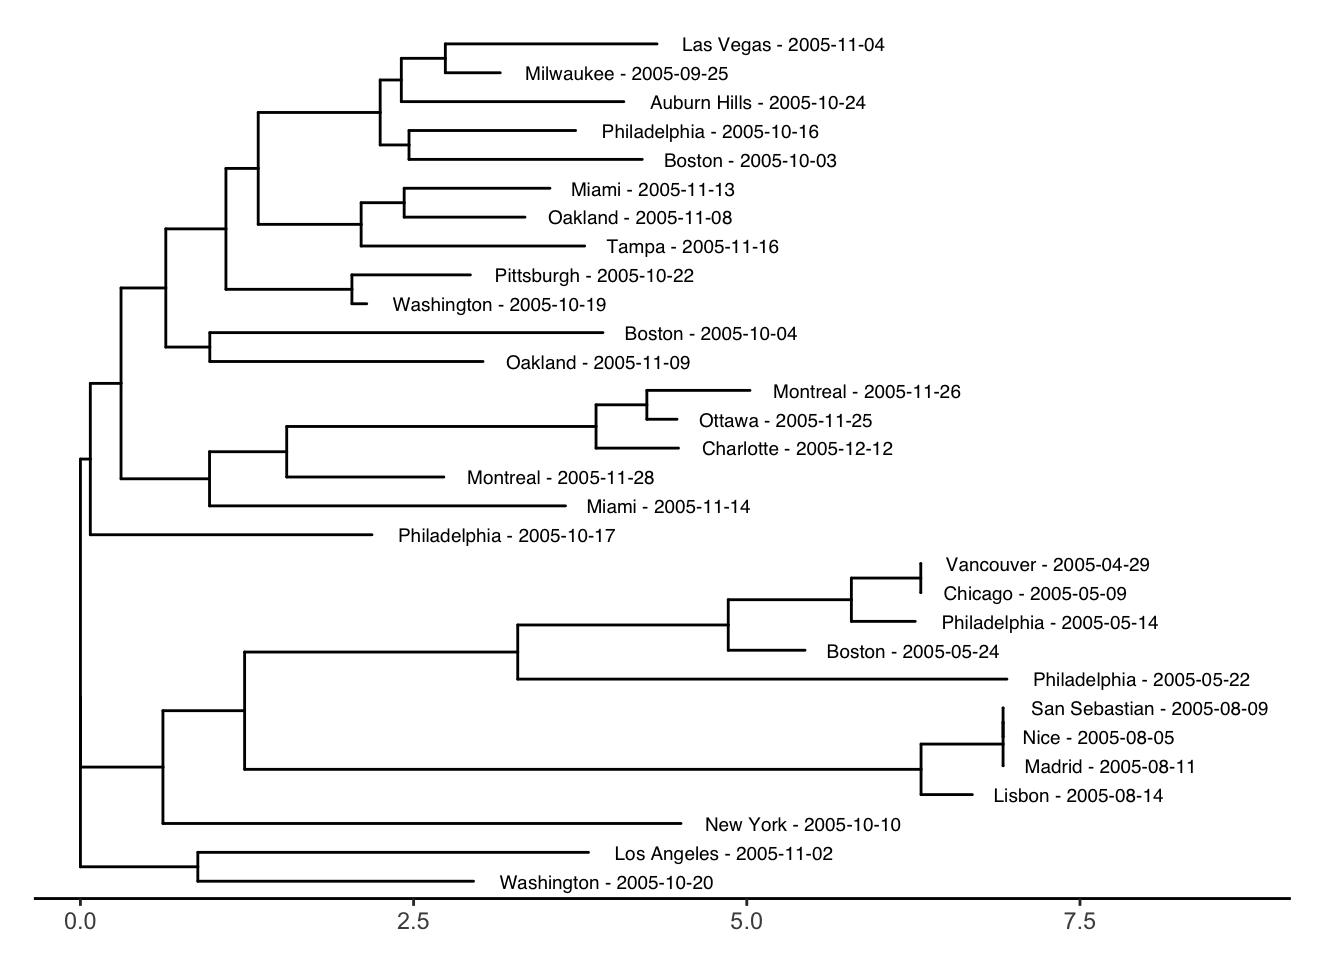 Las Vegas - 2005-11-04
Milwaukee - 2005-09-25
Auburn Hills - 2005-10-24
Philadelphia - 2005-10-16
Boston - 2005-10-03
Miami - 2005-11-13
Oakland - 2005-11-08
Tampa - 2005-11-16
Pittsburgh - 2005-10-22
Washington - 2005-10-19
Boston - 2005-10-04
Oakland - 2005-11-09
Montreal - 2005-11-26
Ottawa - 2005-11-25
Charlotte - 2005-12-12
Montreal - 2005-11-28
Miami - 2005-11-14
Philadelphia - 2005-10-17
Vancouver - 2005-04-29
Chicago - 2005-05-09
Philadelphia - 2005-05-14
Boston - 2005-05-24
Philadelphia - 2005-05-22
San Sebastian - 2005-08-09
Nice - 2005-08-05
Madrid - 2005-08-11
Lisbon - 2005-08-14
New York - 2005-10-10
Los Angeles - 2005-11-02
Washington - 2005-10-20
0.0 2.5 5.0 7.5